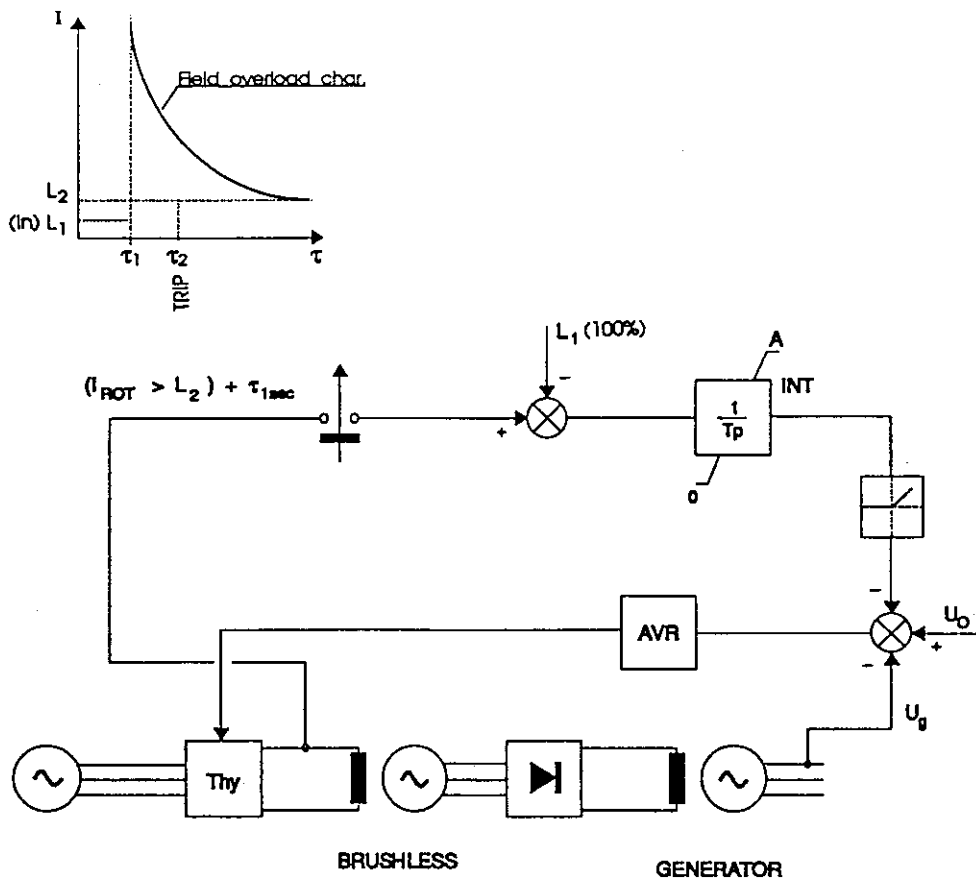 I
Field overload char.
L2
(In) L1
τ1 τ2 τ
TRIP
L1 (100%)
A
(IROT > L2) + τ1sec
−
INT
+
1
Tp
0
−
AVR
U0
+
−
Ug
Thy
BRUSHLESS
GENERATOR